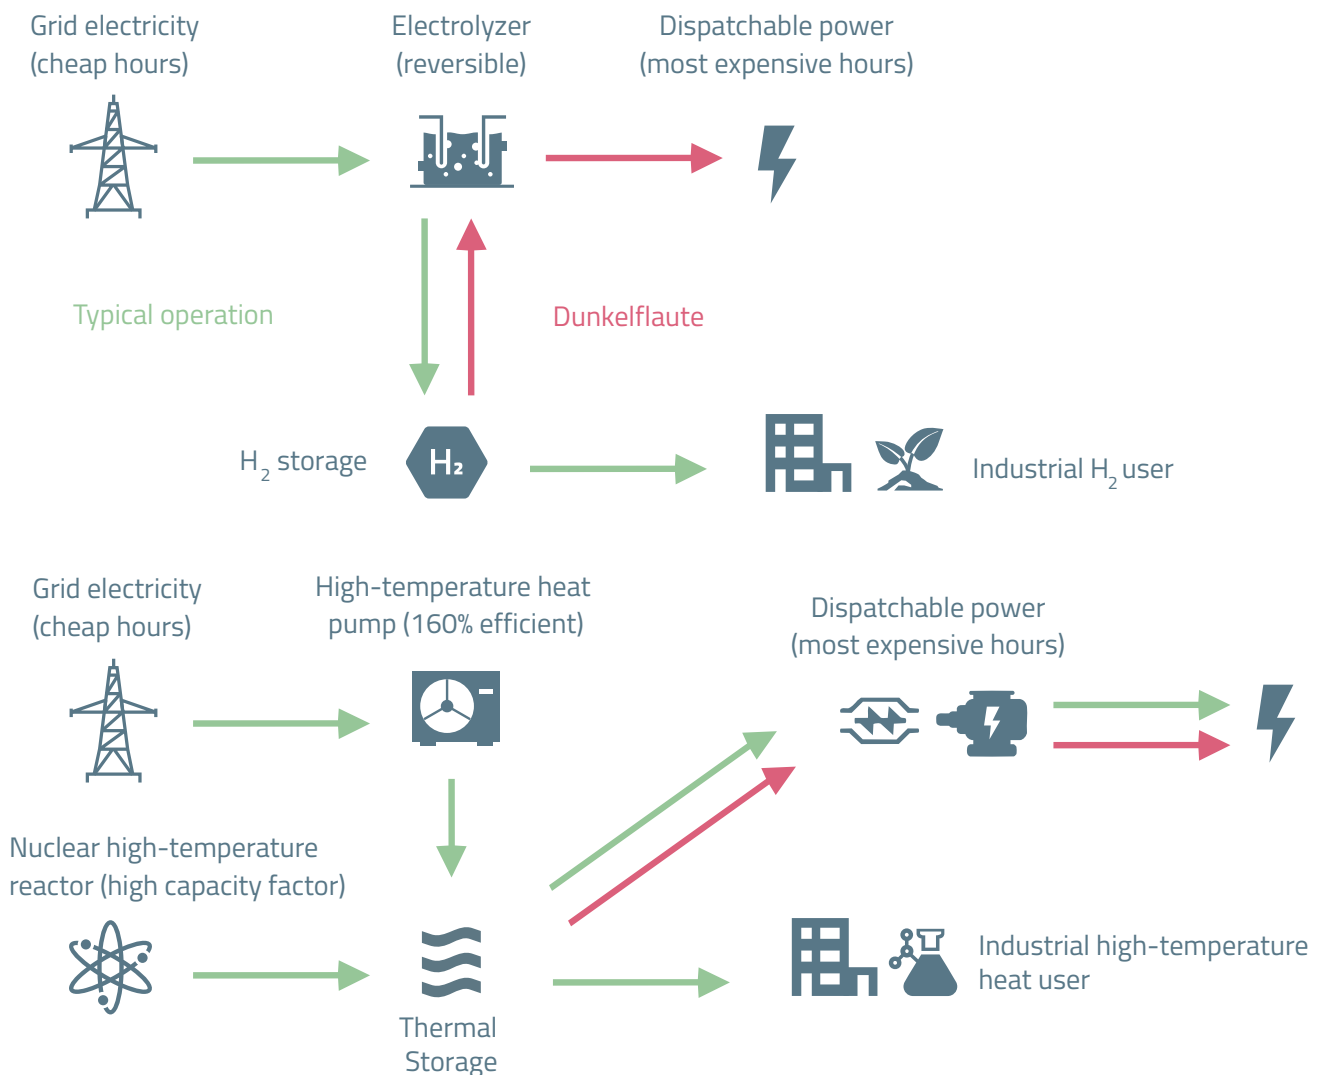 Grid electricity
(cheap hours)
Electrolyzer
(reversible)
Dispatchable power
(most expensive hours)
Typical operation
Dunkelflaute
H2 storage
H₂
Industrial H2 user
Grid electricity
(cheap hours)
High-temperature heat
pump (160% efficient)
Dispatchable power
(most expensive hours)
Nuclear high-temperature
reactor (high capacity factor)
Thermal
Storage
Industrial high-temperature
heat user